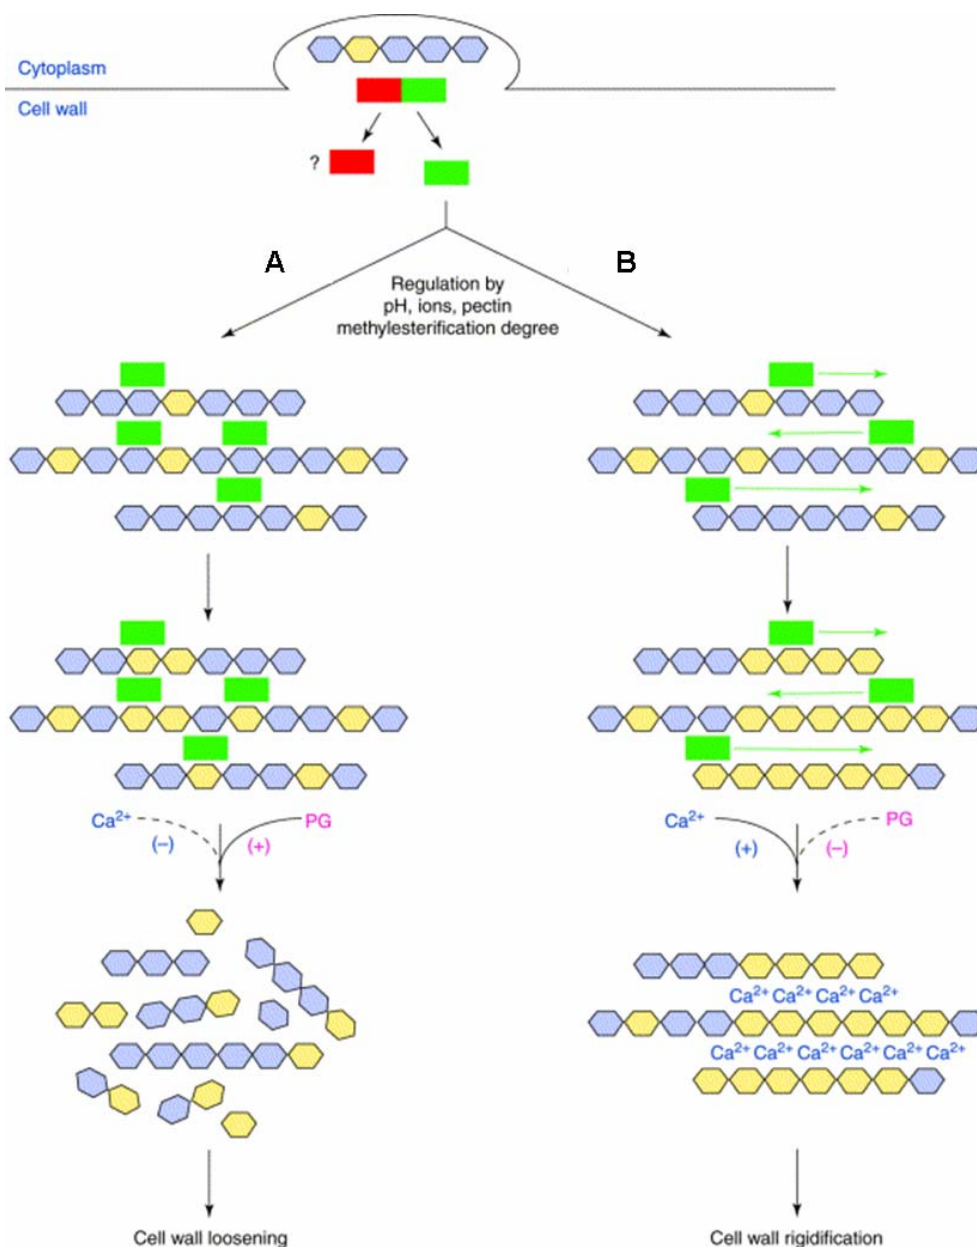 Cytoplasm
Cell wall
?
A
B
Regulation by
pH, ions, pectin
methylesterification degree
Ca²⁺ PG
(–) (+)
Ca²⁺ PG
(+) (–)
Ca²⁺ Ca²⁺ Ca²⁺ Ca²⁺
Ca²⁺ Ca²⁺ Ca²⁺ Ca²⁺ Ca²⁺ Ca²⁺
Cell wall loosening
Cell wall rigidification